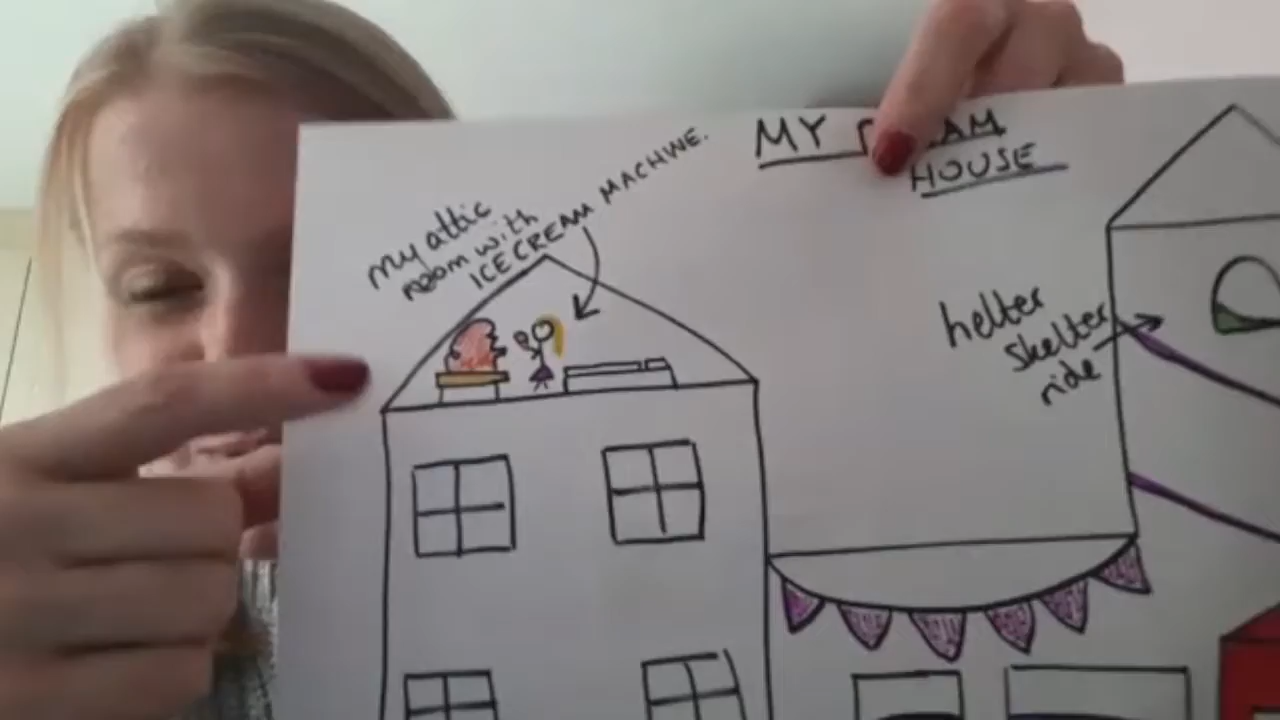 MY
HOUSE
my attic
room with
ICE CREAM MACHINE.
helter
skelter
ride